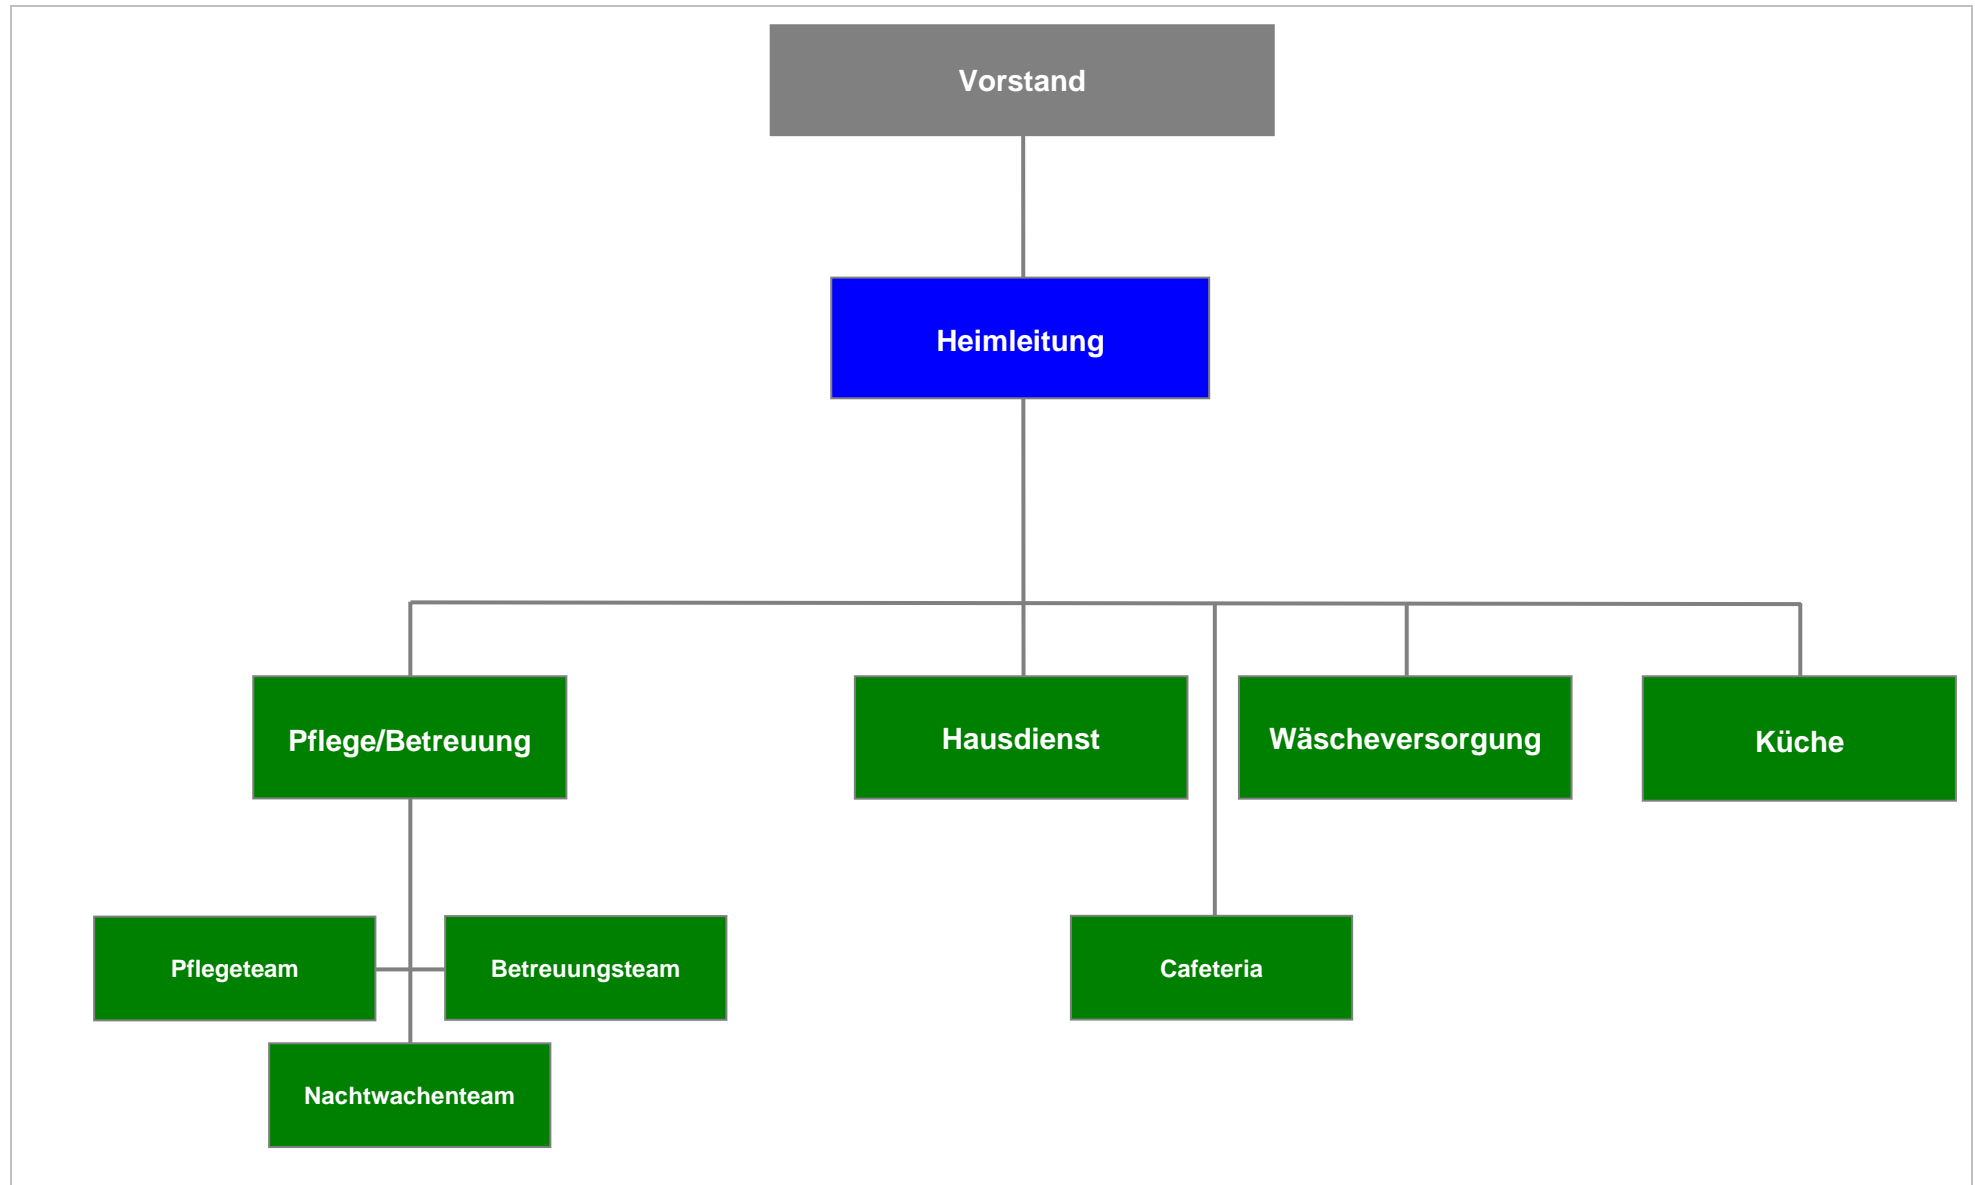 Vorstand
Heimleitung
Pflege/Betreuung
Hausdienst
Wäscheversorgung
Küche
Pflegeteam
Betreuungsteam
Cafeteria
Nachtwachenteam